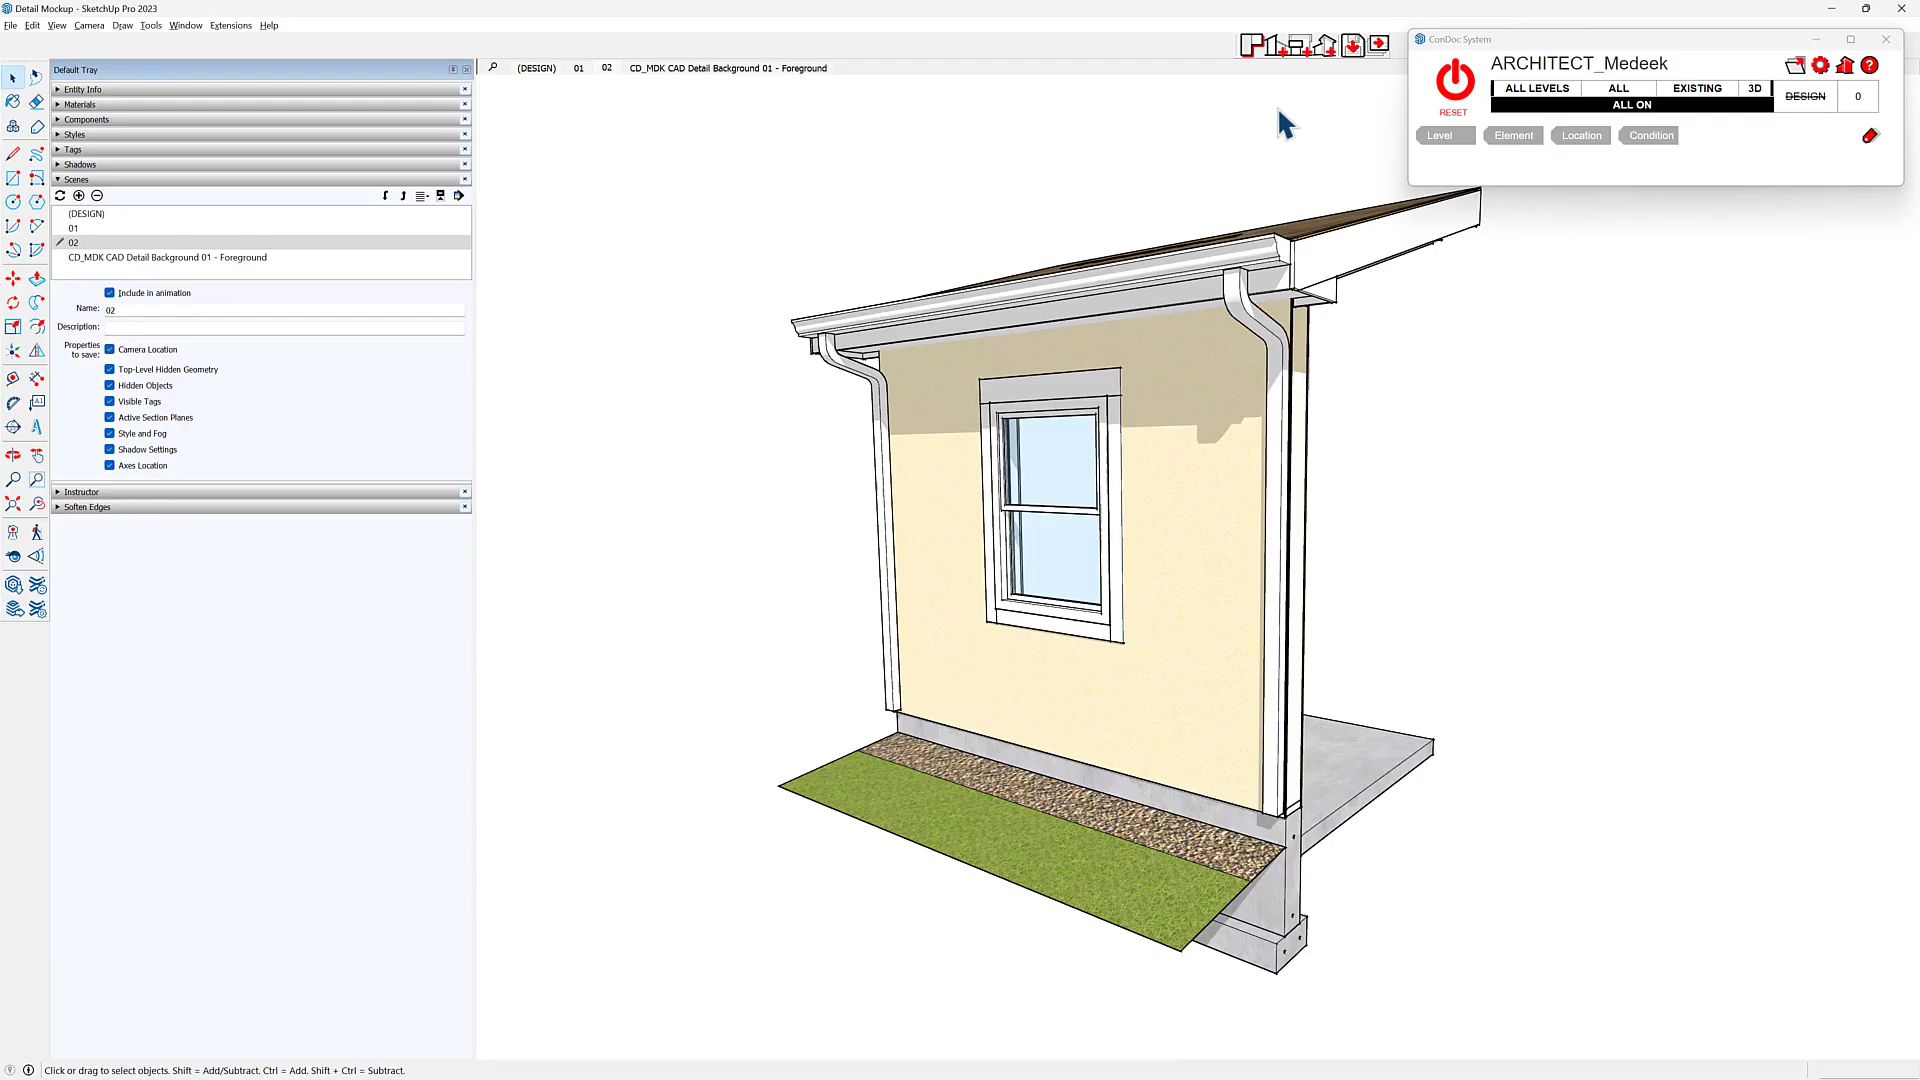 Detail Mockup - SketchUp Pro 2023
File Edit View Camera Draw Tools Window Extensions Help
Default Tray
Entity Info
Materials
Components
Styles
Tags
Shadows
Scenes
(DESIGN)
01
02
CD_MDK CAD Detail Background 01 - Foreground
Include in animation
Name: 02
Description:
Properties to save:
Camera Location
Top-Level Hidden Geometry
Hidden Objects
Visible Tags
Active Section Planes
Style and Fog
Shadow Settings
Axes Location
Instructor
Soften Edges
(DESIGN) 01 02 CD_MDK CAD Detail Background 01 - Foreground
ConDoc System
ARCHITECT_Medeek
RESET
ALL LEVELS ALL EXISTING 3D
ALL ON
DESIGN 0
Level Element Location Condition
Click or drag to select objects. Shift = Add/Subtract. Ctrl = Add. Shift + Ctrl = Subtract.